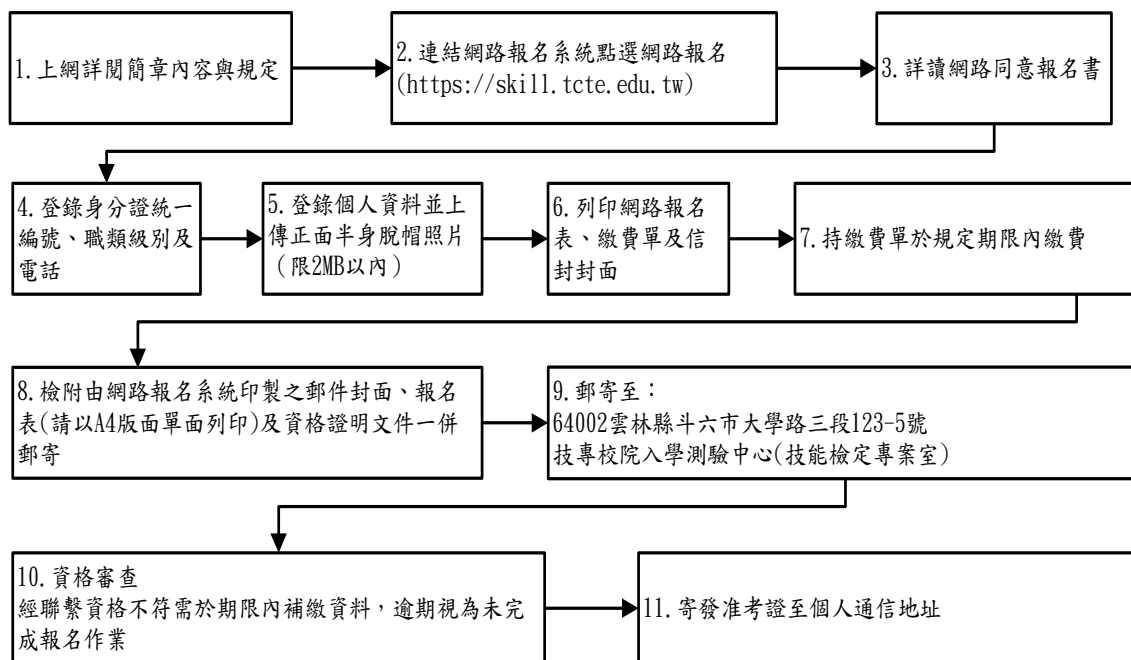 1.上網詳閱簡章內容與規定
2.連結網路報名系統點選網路報名
(https://skill.tcte.edu.tw)
3.詳讀網路同意報名書
4.登錄身分證統一
編號、職類級別及
電話
5.登錄個人資料並上
傳正面半身脫帽照片
（限2MB以內）
6.列印網路報名
表、繳費單及信
封封面
7.持繳費單於規定期限內繳費
8.檢附由網路報名系統印製之郵件封面、報名
表(請以A4版面單面列印)及資格證明文件一併
郵寄
9.郵寄至：
64002雲林縣斗六市大學路三段123-5號
技專校院入學測驗中心(技能檢定專案室)
10.資格審查
經聯繫資格不符需於期限內補繳資料，逾期視為未完
成報名作業
11.寄發准考證至個人通信地址